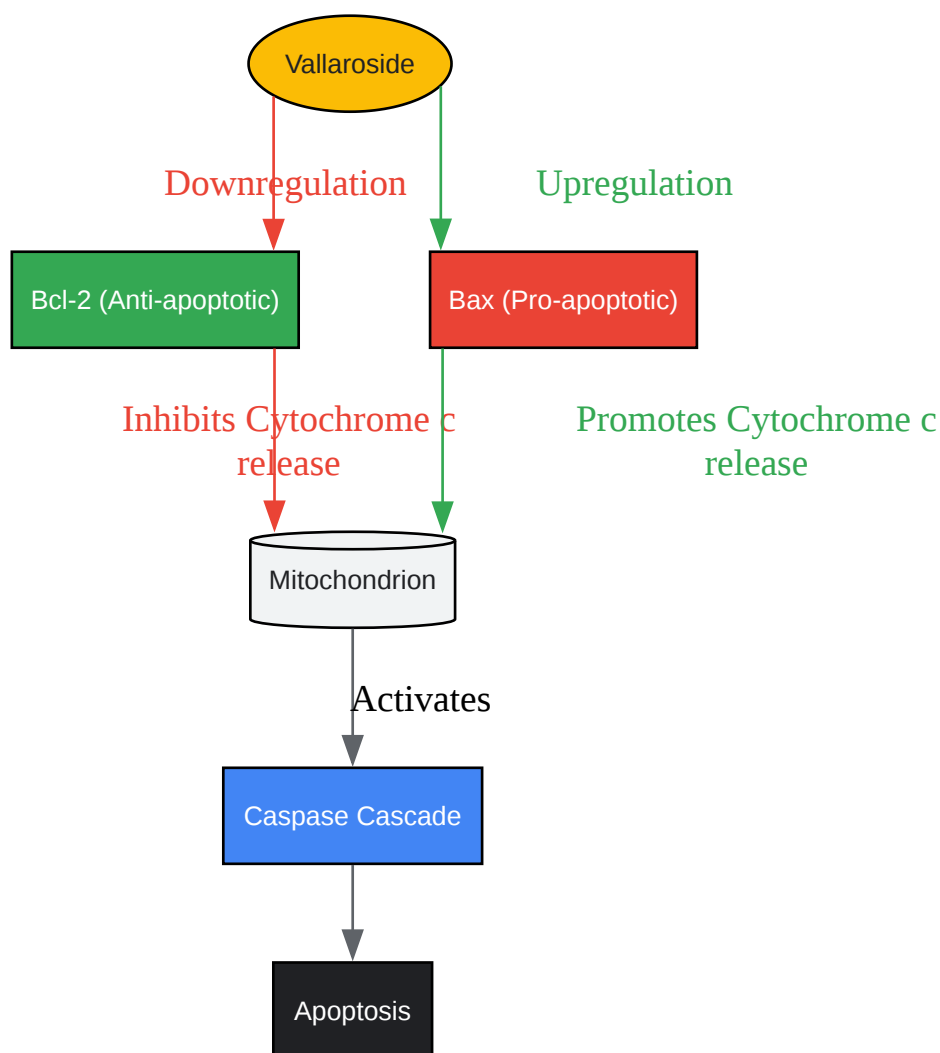 Vallaroside
Downregulation
Upregulation
Bcl-2 (Anti-apoptotic)
Bax (Pro-apoptotic)
Inhibits Cytochrome c
release
Promotes Cytochrome c
release
Mitochondrion
Activates
Caspase Cascade
Apoptosis